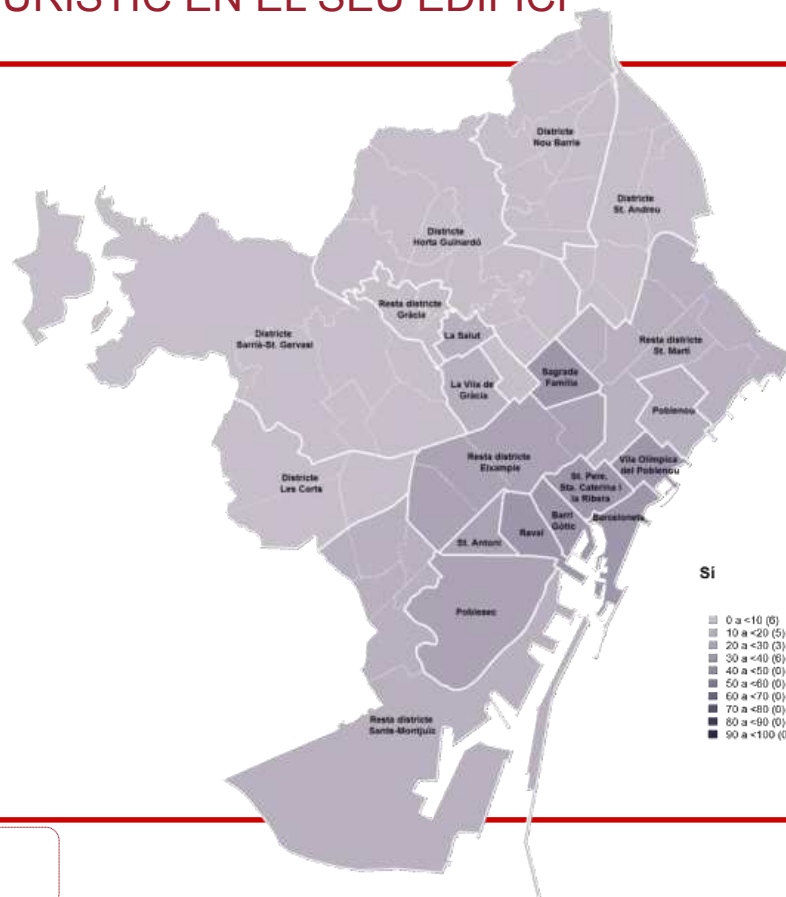 URÍSTIC EN EL SEU EDIFICI
Districte
Nou Barris
Districte
St. Andreu
Districte
Horta Guinardó
Resta districte
Gràcia
La Salut
Districte
Sarrià-St. Gervasi
Resta districte
St. Martí
Sagrada
Família
La Vila de
Gràcia
Poblenou
Resta districte
Eixample
Vila Olímpica
del Poblenou
Districte
Les Corts
St. Pere,
Sta. Caterina i
la Ribera
Barri
Gòtic
Barceloneta
Raval
St. Antoni
Poblesec
Resta districte
Sants-Montjuïc
Sí
0 a <10 (6)
10 a <20 (5)
20 a <30 (3)
30 a <40 (6)
40 a <50 (0)
50 a <60 (0)
60 a <70 (0)
70 a <80 (0)
80 a <90 (0)
90 a <100 (0